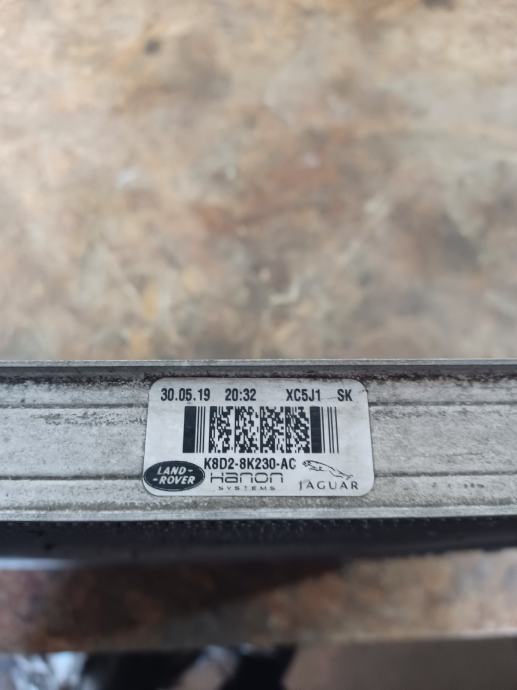 30.05.19 20:32 XC5J1 SK
K8D2-8K230-AC
LAND-
-ROVER
Hanon
SYSTEMS
JAGUAR